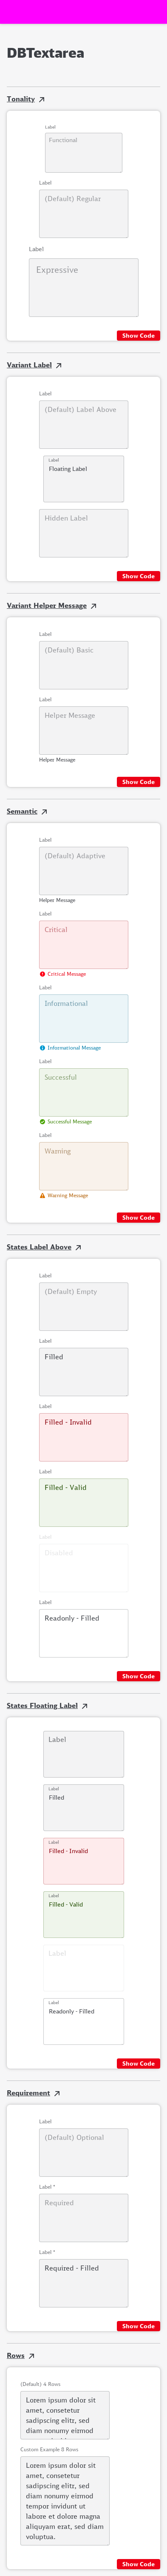 DBTextarea
Tonality
Label
Functional
Label
(Default) Regular
Label
Expressive
Show Code
Variant Label
Label
(Default) Label Above
Label
Floating Label
Hidden Label
Show Code
Variant Helper Message
Label
(Default) Basic
Label
Helper Message
Helper Message
Show Code
Semantic
Label
(Default) Adaptive
Helper Message
Label
Critical
Critical Message
Label
Informational
Informational Message
Label
Successful
Successful Message
Label
Warning
Warning Message
Show Code
States Label Above
Label
(Default) Empty
Label
Filled
Label
Filled - Invalid
Label
Filled - Valid
Label
Disabled
Label
Readonly - Filled
Show Code
States Floating Label
Label
Label
Filled
Label
Filled - Invalid
Label
Filled - Valid
Label
Label
Readonly - Filled
Show Code
Requirement
Label
(Default) Optional
Label *
Required
Label *
Required - Filled
Show Code
Rows
(Default) 4 Rows
Lorem ipsum dolor sit
amet, consetetur
sadipscing elitr, sed
diam nonumy eirmod
Custom Example 8 Rows
Lorem ipsum dolor sit
amet, consetetur
sadipscing elitr, sed
diam nonumy eirmod
tempor invidunt ut
labore et dolore magna
aliquyam erat, sed diam
voluptua.
Show Code